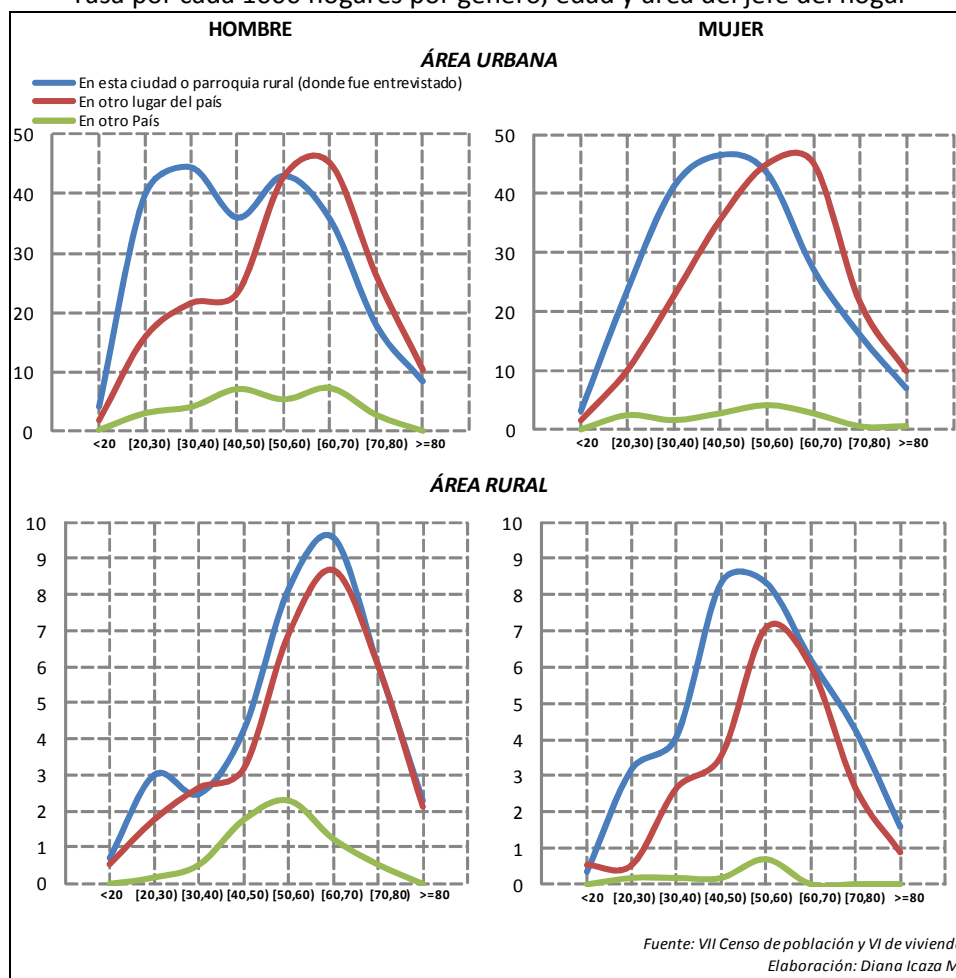 Tasa por cada 1000 hogares por género, edad y área del jefe del hogar
HOMBRE MUJER
ÁREA URBANA
En esta ciudad o parroquia rural (donde fue entrevistado)
En otro lugar del país
En otro País
50
40
30
20
10
0
<20 [20,30) [30,40) [40,50) [50,60) [60,70) [70,80) >=80
50
40
30
20
10
0
<20 [20,30) [30,40) [40,50) [50,60) [60,70) [70,80) >=80
ÁREA RURAL
10
9
8
7
6
5
4
3
2
1
0
<20 [20,30) [30,40) [40,50) [50,60) [60,70) [70,80) >=80
10
9
8
7
6
5
4
3
2
1
0
<20 [20,30) [30,40) [40,50) [50,60) [60,70) [70,80) >=80
Fuente: VII Censo de población y VI de viviend
Elaboración: Diana Icaza M